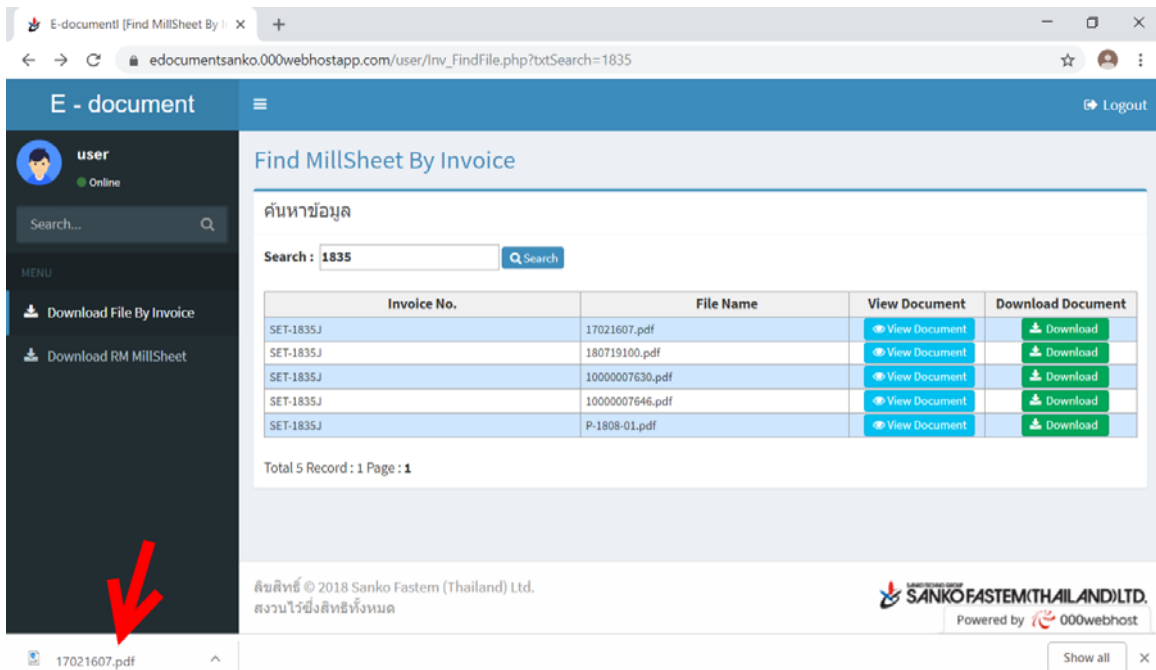 E-documentl [Find MillSheet By I
edocumentsanko.000webhostapp.com/user/Inv_FindFile.php?txtSearch=1835
E - document
Logout
user
Online
Search...
MENU
Download File By Invoice
Download RM MillSheet
Find MillSheet By Invoice
ค้นหาข้อมูล
Search : 1835 Search
Invoice No. File Name View Document Download Document
SET-1835J 17021607.pdf View Document Download
SET-1835J 180719100.pdf View Document Download
SET-1835J 10000007630.pdf View Document Download
SET-1835J 10000007646.pdf View Document Download
SET-1835J P-1808-01.pdf View Document Download
Total 5 Record : 1 Page : 1
ลิขสิทธิ์ © 2018 Sanko Fastem (Thailand) Ltd.
สงวนไว้ซึ่งสิทธิทั้งหมด
SANKO TECHNO GROUP
SANKO FASTEM(THAILAND)LTD.
Powered by 000webhost
17021607.pdf
Show all